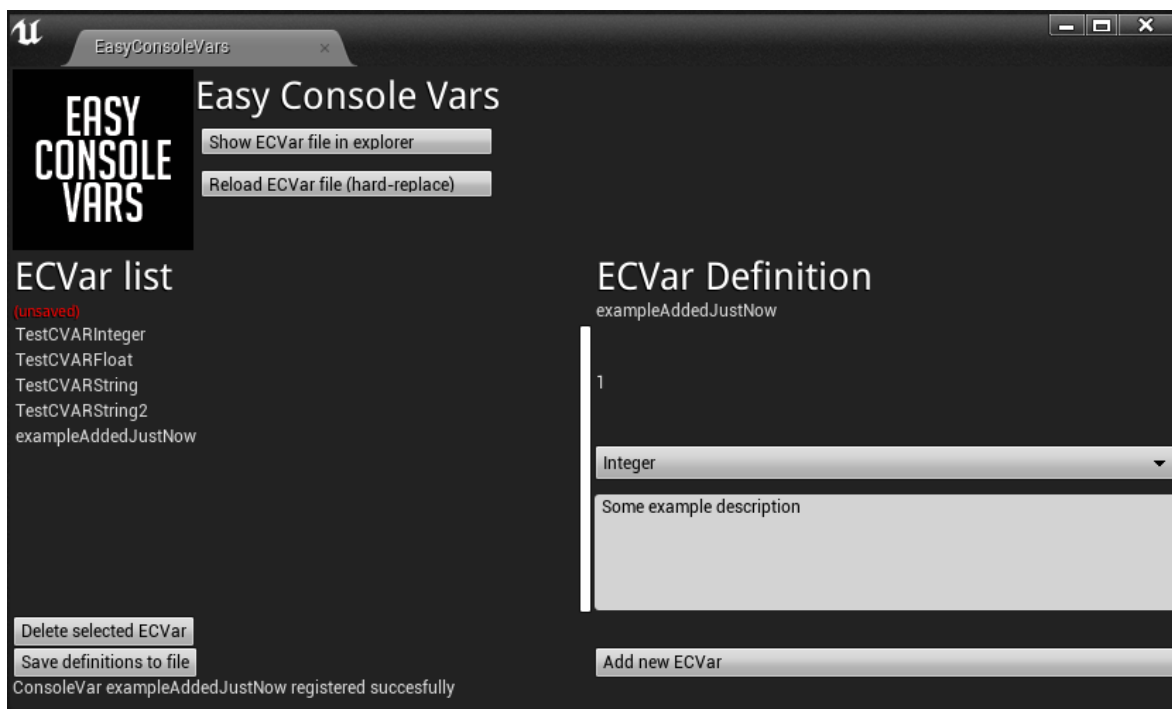 EasyConsoleVars
EASY
CONSOLE
VARS
Easy Console Vars
Show ECVar file in explorer
Reload ECVar file (hard-replace)
ECVar list
(unsaved)
TestCVARInteger
TestCVARFloat
TestCVARString
TestCVARString2
exampleAddedJustNow
ECVar Definition
exampleAddedJustNow
1
Integer
Some example description
Delete selected ECVar
Save definitions to file
Add new ECVar
ConsoleVar exampleAddedJustNow registered succesfully